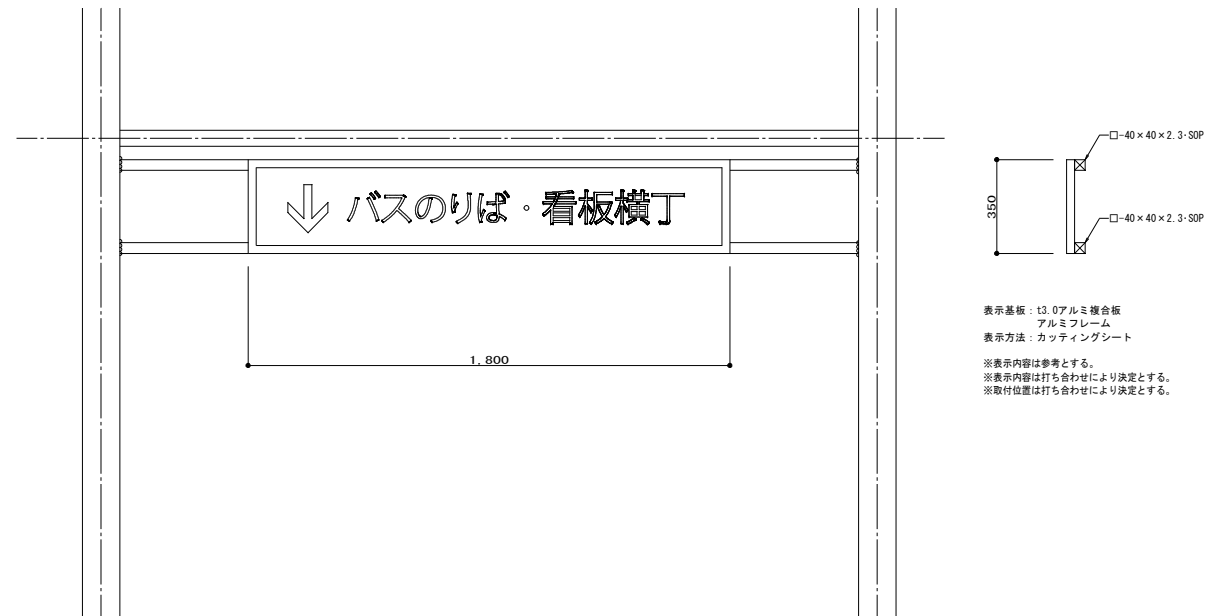 ↓ バスのりば・看板横丁
1,800
350
□-40×40×2.3・SOP
□-40×40×2.3・SOP
表示基板：t3.0アルミ複合板
アルミフレーム
表示方法：カッティングシート
※表示内容は参考とする。
※表示内容は打ち合わせにより決定とする。
※取付位置は打ち合わせにより決定とする。